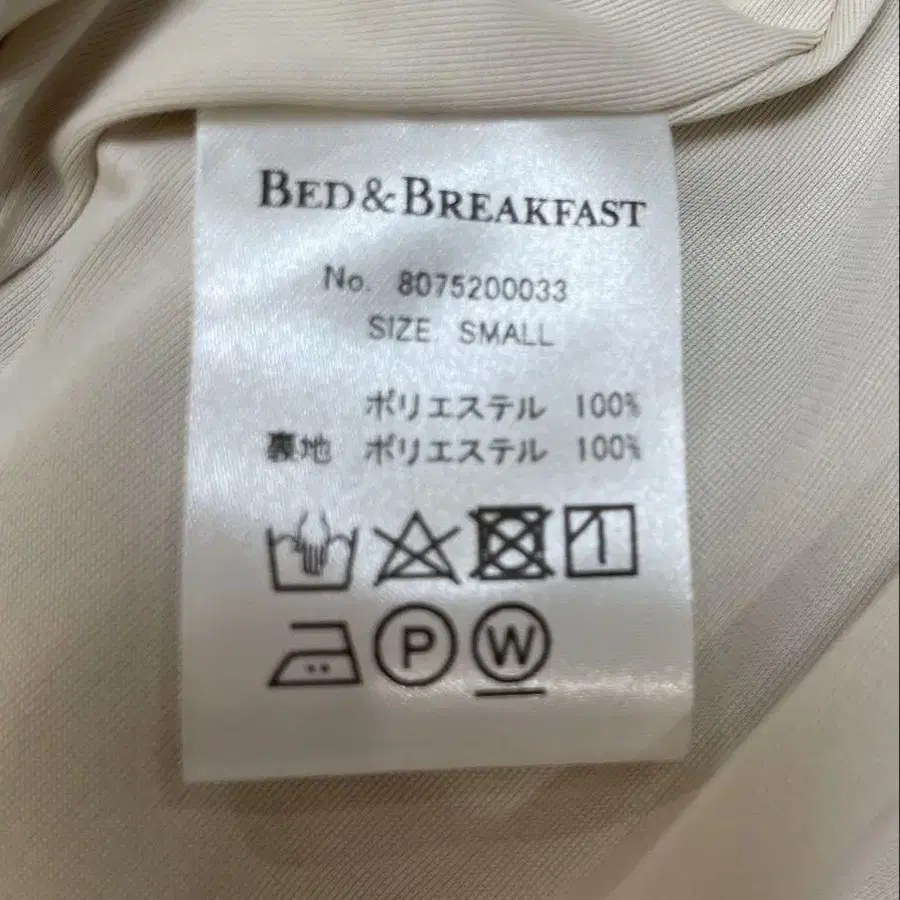 BED & BREAKFAST
No. 8075200033
SIZE SMALL
ポリエステル 100%
裏地 ポリエステル 100%
P W